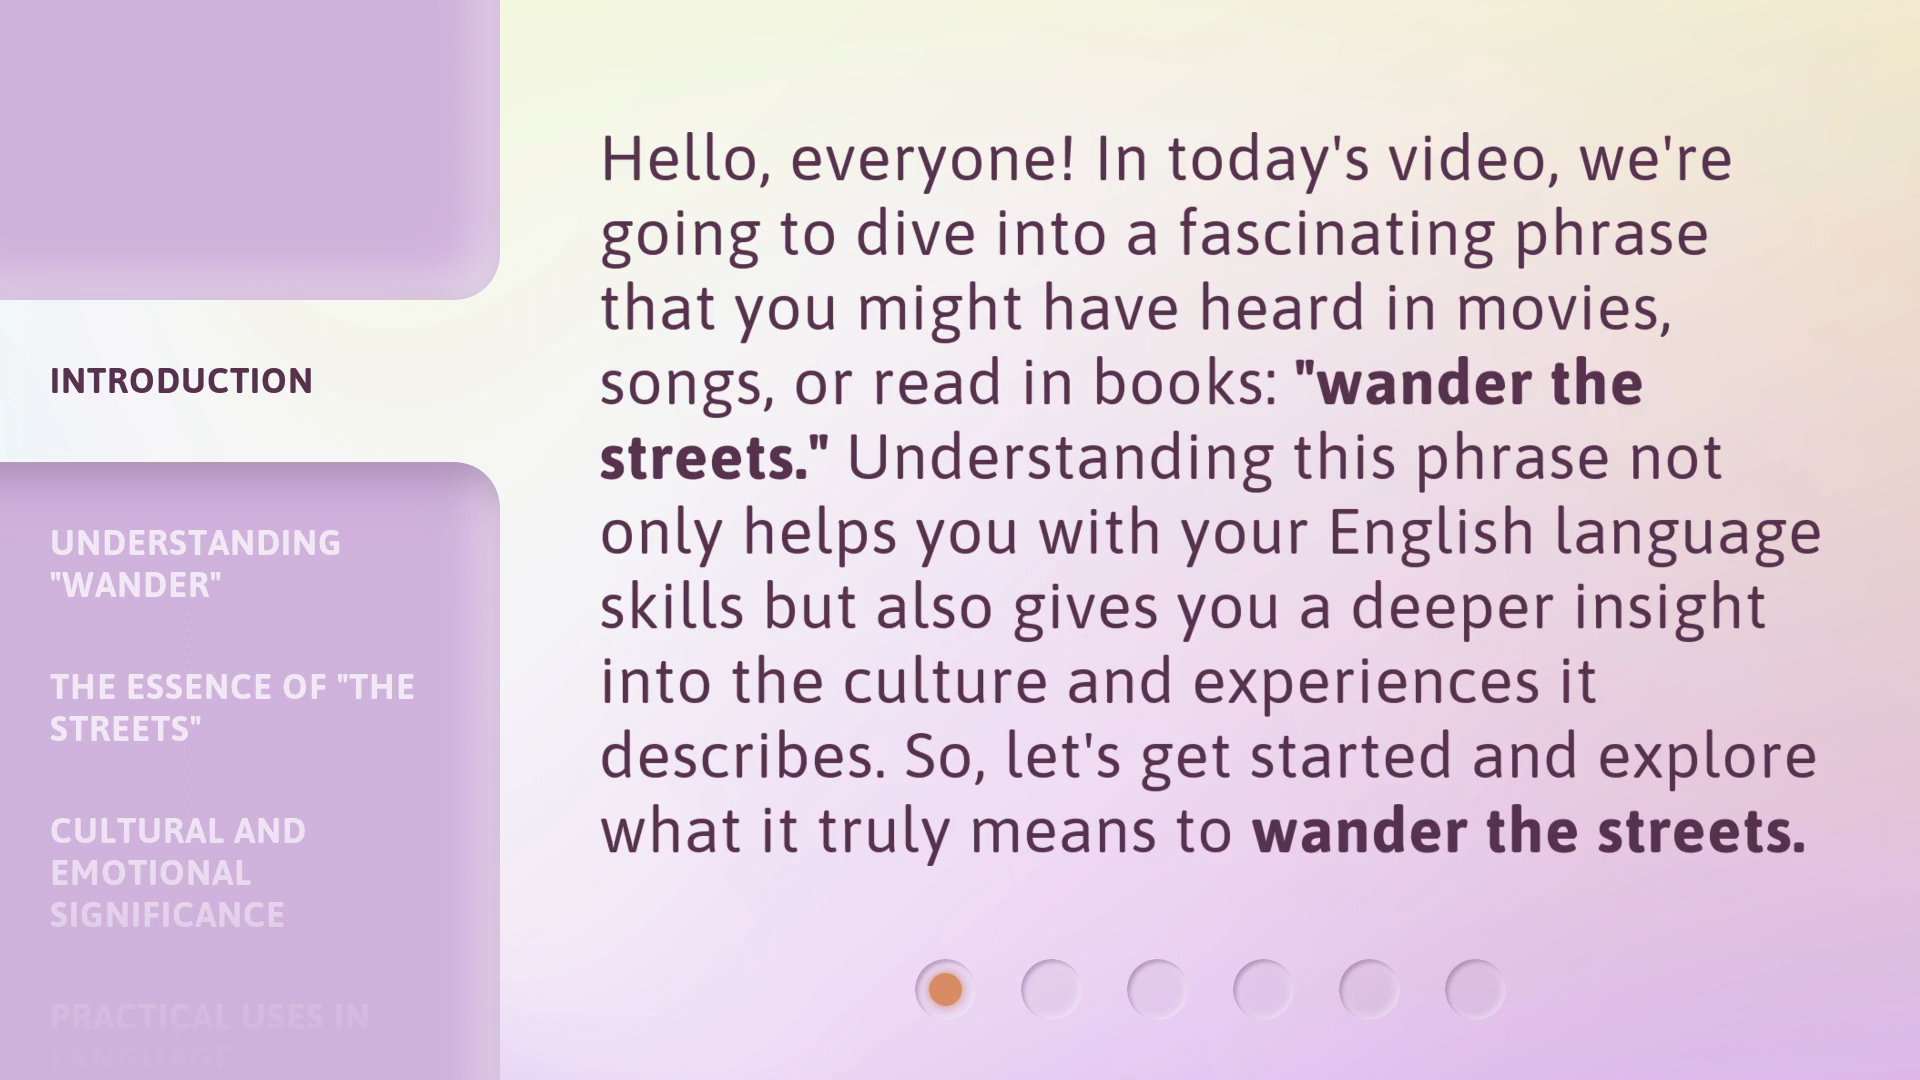 INTRODUCTION
UNDERSTANDING
"WANDER"
THE ESSENCE OF "THE
STREETS"
CULTURAL AND
EMOTIONAL
SIGNIFICANCE
PRACTICAL USES IN
LANGUAGE
Hello, everyone! In today's video, we're
going to dive into a fascinating phrase
that you might have heard in movies,
songs, or read in books: "wander the
streets." Understanding this phrase not
only helps you with your English language
skills but also gives you a deeper insight
into the culture and experiences it
describes. So, let's get started and explore
what it truly means to wander the streets.